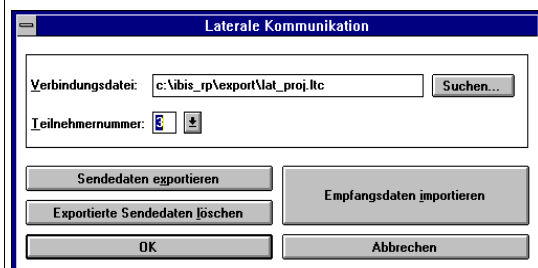 Laterale Kommunikation
Verbindungsdatei: c:\ibis_rp\export\lat_proj.ltc Suchen...
Teilnehmernummer: 3
Sendedaten exportieren
Empfangsdaten importieren
Exportierte Sendedaten löschen
OK Abbrechen